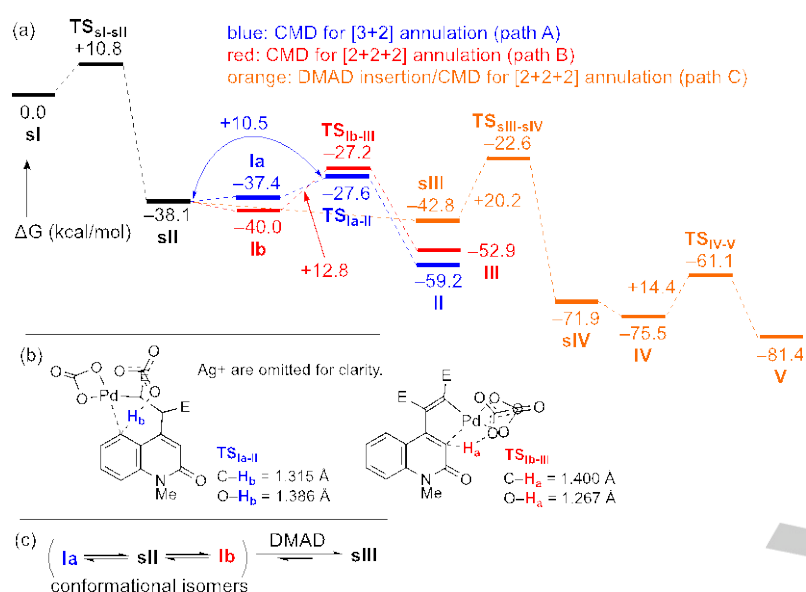 (a)
TSsI-sII
+10.8
blue: CMD for [3+2] annulation (path A)
red: CMD for [2+2+2] annulation (path B)
orange: DMAD insertion/CMD for [2+2+2] annulation (path C)
0.0
sI
ΔG (kcal/mol)
−38.1
sII
+10.5
Ia
−37.4
−40.0
Ib
+12.8
TSIb-III
−27.2
−27.6
TSIa-II
sIII
−42.8
−52.9
III
−59.2
II
TSsIII-sIV
−22.6
+20.2
−71.9
sIV
−75.5
IV
+14.4
TSIV-V
−61.1
−81.4
V
(b)
Ag+ are omitted for clarity.
O
O
O
Pd
E
O
O
O
E
Hb
N
Me
O
TSIa-II
C–Hb = 1.315 Å
O–Hb = 1.386 Å
E
E
Pd
O
O
O
O
Ha
N
Me
O
TSIb-III
C–Ha = 1.400 Å
O–Ha = 1.267 Å
(c)
Ia sII Ib DMAD sIII
conformational isomers